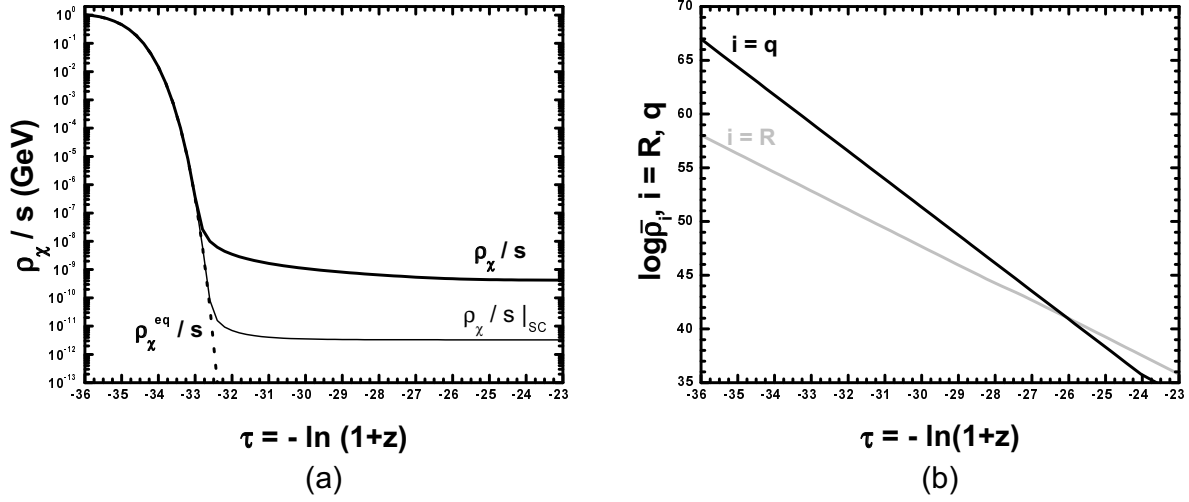 10⁰
10⁻¹
10⁻²
10⁻³
10⁻⁴
10⁻⁵
10⁻⁶
10⁻⁷
10⁻⁸
10⁻⁹
10⁻¹⁰
10⁻¹¹
10⁻¹²
10⁻¹³
ρχ / s (GeV)
ρχ / s
ρχ / s |SC
ρχ^eq / s
-36 -35 -34 -33 -32 -31 -30 -29 -28 -27 -26 -25 -24 -23
τ = - ln (1+z)
(a)
70
65
60
55
50
45
40
35
logρ̄i, i = R, q
i = q
i = R
-36 -35 -34 -33 -32 -31 -30 -29 -28 -27 -26 -25 -24 -23
τ = - ln(1+z)
(b)